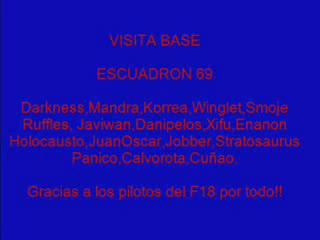 VISITA BASE
ESCUADRON 69
Darkness,Mandra,Korrea,Winglet,Smoje
Ruffles, Javiwan,Danipelos,Xifu,Enanon
Holocausto,JuanOscar,Jobber,Stratosaurus
Panico,Calvorota,Cuñao.
Gracias a los pilotos del F18 por todo!!